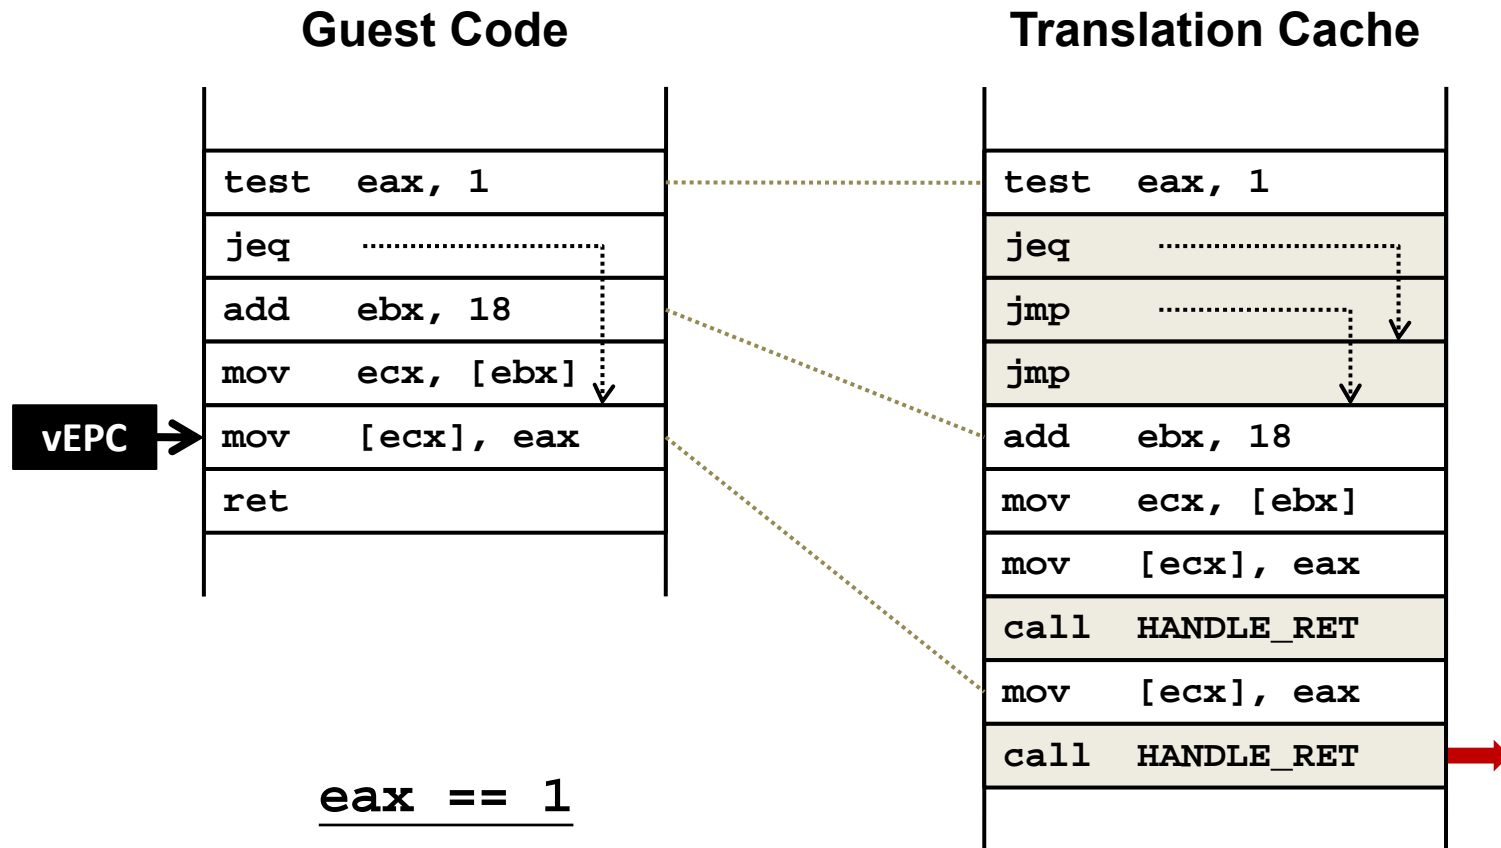 Guest Code
test eax, 1
jeq
add ebx, 18
mov ecx, [ebx]
vEPC
mov [ecx], eax
ret
eax == 1
Translation Cache
test eax, 1
jeq
jmp
jmp
add ebx, 18
mov ecx, [ebx]
mov [ecx], eax
call HANDLE_RET
mov [ecx], eax
call HANDLE_RET